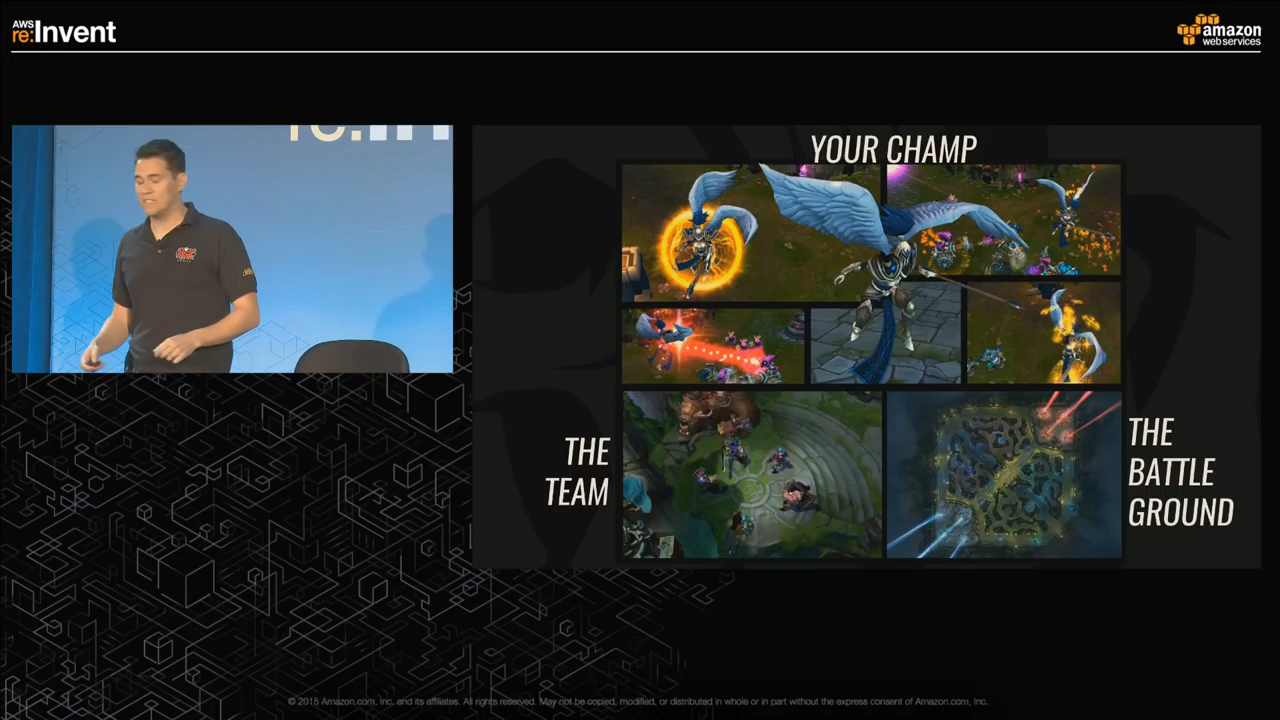 AWS
re:Invent
amazon
web services
re:In
YOUR CHAMP
THE
TEAM
THE
BATTLE
GROUND
© 2015 Amazon.com, Inc. and its affiliates. All rights reserved. May not be copied, modified, or distributed in whole or in part without the express consent of Amazon.com, Inc.